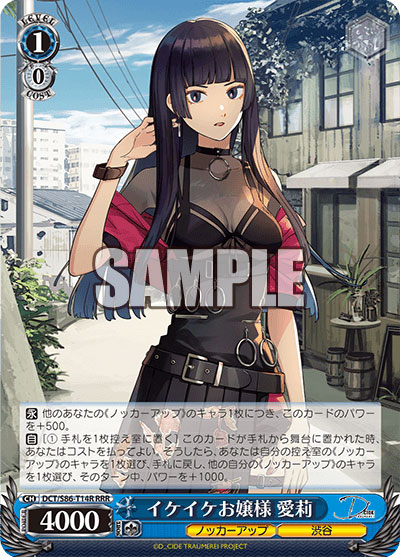 LEVEL
1
0
COST
SAMPLE
永 他のあなたの《ノッカーアップ》のキャラ1枚につき、このカードのパワー
を+500。
自 [(1) 手札を1枚控え室に置く] このカードが手札から舞台に置かれた時、
あなたはコストを払ってよい。そうしたら、あなたは自分の控え室の《ノッカー
アップ》のキャラを1枚選び、手札に戻し、他の自分の《ノッカーアップ》のキャ
ラを1枚選び、そのターン中、パワーを+1000。
CH DCT/S86-T14R RRR
イケイケお嬢様 愛莉
4000
ノッカーアップ 渋谷
©D_CIDE TRAUMEREI PROJECT